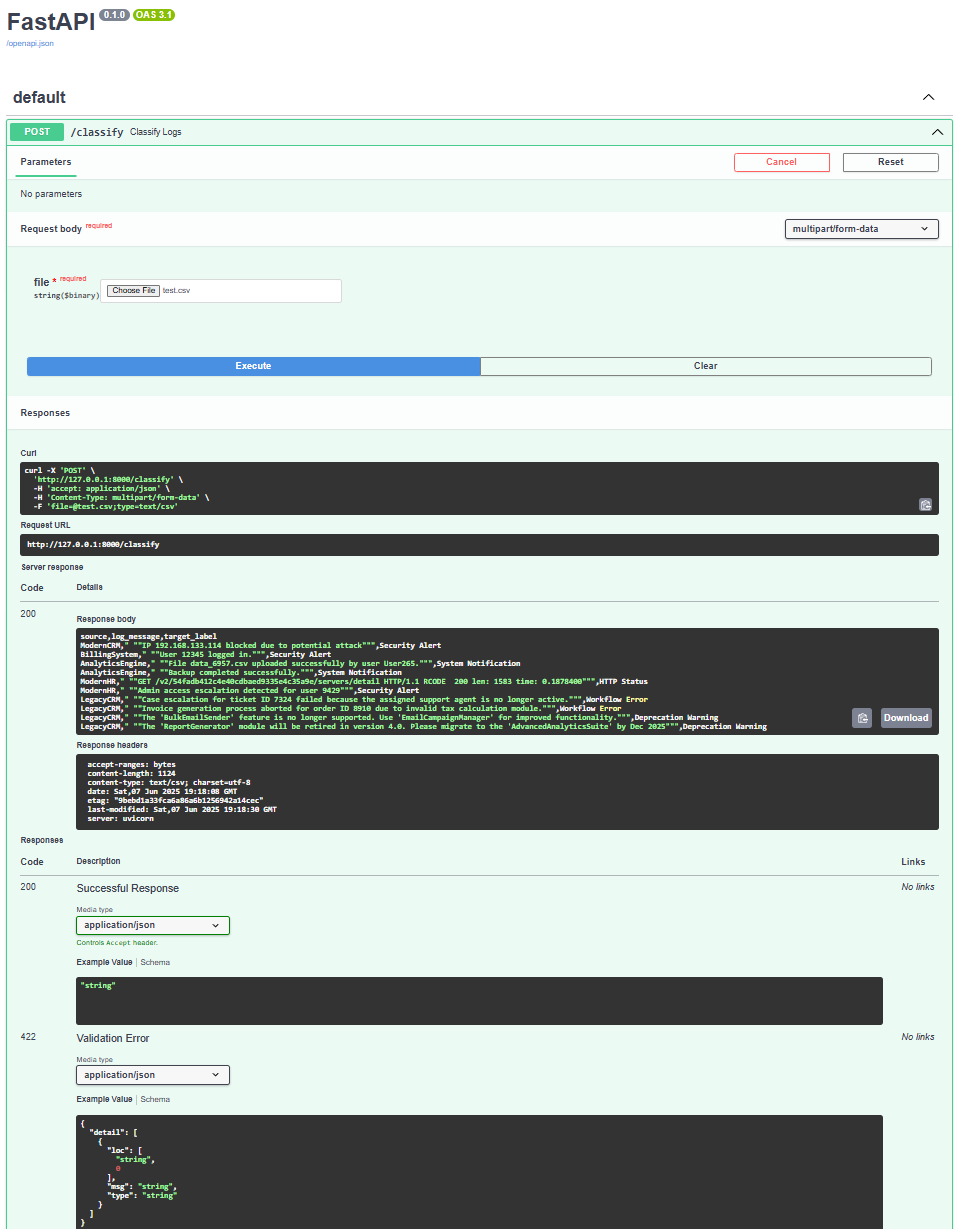 FastAPI 0.1.0 OAS 3.1
/openapi.json
default
POST /classify Classify Logs
Parameters Cancel Reset
No parameters
Request body required multipart/form-data
file * required
string($binary) Choose File test.csv
Execute Clear
Responses
Curl
curl -X 'POST' \
'http://127.0.0.1:8000/classify' \
-H 'accept: application/json' \
-H 'Content-Type: multipart/form-data' \
-F 'file=@test.csv;type=text/csv'
Request URL
http://127.0.0.1:8000/classify
Server response
Code Details
200
Response body
source,log_message,target_label
ModernCRM," ""IP 192.168.133.114 blocked due to potential attack""",Security Alert
BillingSystem," ""User 12345 logged in.""",Security Alert
AnalyticsEngine," ""File data_6957.csv uploaded successfully by user User265.""",System Notification
AnalyticsEngine," ""Backup completed successfully.""",System Notification
ModernHR," ""GET /v2/54fadb412c4e40cdbaed9335e4c35a9e/servers/detail HTTP/1.1 RCODE  200 len: 1583 time: 0.1878400""",HTTP Status
ModernHR," ""Admin access escalation detected for user 9429""",Security Alert
LegacyCRM," ""Case escalation for ticket ID 7324 failed because the assigned support agent is no longer active.""",Workflow Error
LegacyCRM," ""Invoice generation process aborted for order ID 8910 due to invalid tax calculation module.""",Workflow Error
LegacyCRM," ""The 'BulkEmailSender' feature is no longer supported. Use 'EmailCampaignManager' for improved functionality.""",Deprecation Warning
LegacyCRM," ""The 'ReportGenerator' module will be retired in version 4.0. Please migrate to the 'AdvancedAnalyticsSuite' by Dec 2025""",Deprecation Warning
Download
Response headers
accept-ranges: bytes
content-length: 1124
content-type: text/csv; charset=utf-8
date: Sat,07 Jun 2025 19:18:08 GMT
etag: "9bebd1a33fca6a86a6b1256942a14cec"
last-modified: Sat,07 Jun 2025 19:18:30 GMT
server: uvicorn
Responses
Code Description Links
200 Successful Response No links
Media type
application/json
Controls Accept header.
Example Value Schema
"string"
422 Validation Error No links
Media type
application/json
Example Value Schema
{
"detail": [
{
"loc": [
"string",
0
],
"msg": "string",
"type": "string"
}
]
}